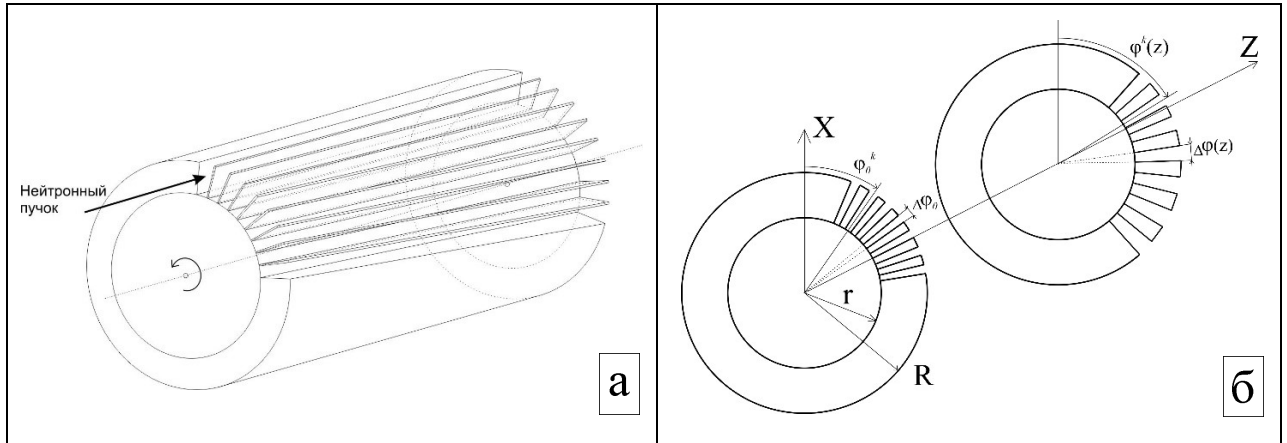 Нейтронный
пучок
а
X
φ₀ᵏ
Δφ₀
r
R
φᵏ(z)
Z
Δφ(z)
б